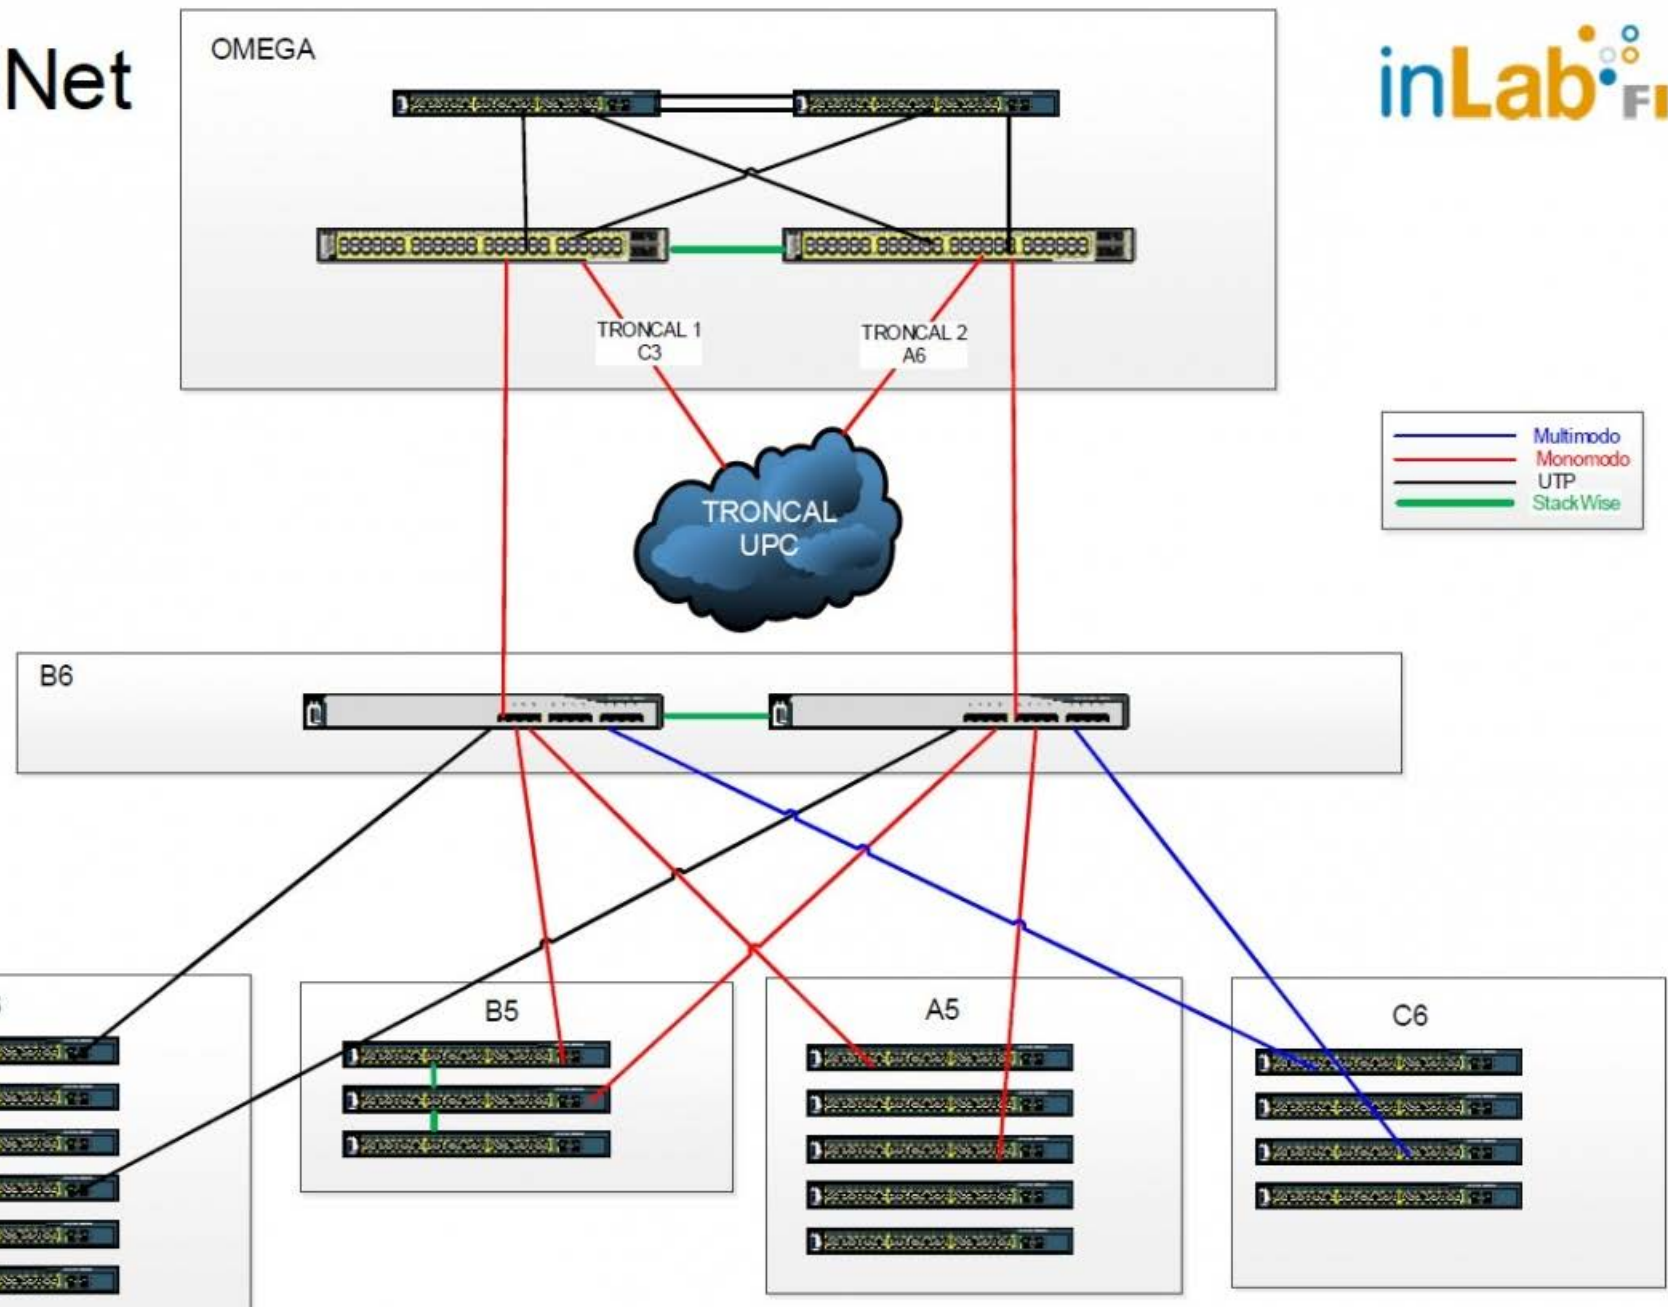 Net
OMEGA
inLab
TRONCAL 1
C3
TRONCAL 2
A6
TRONCAL
UPC
Multimodo
Monomodo
UTP
StackWise
B6
B5
A5
C6